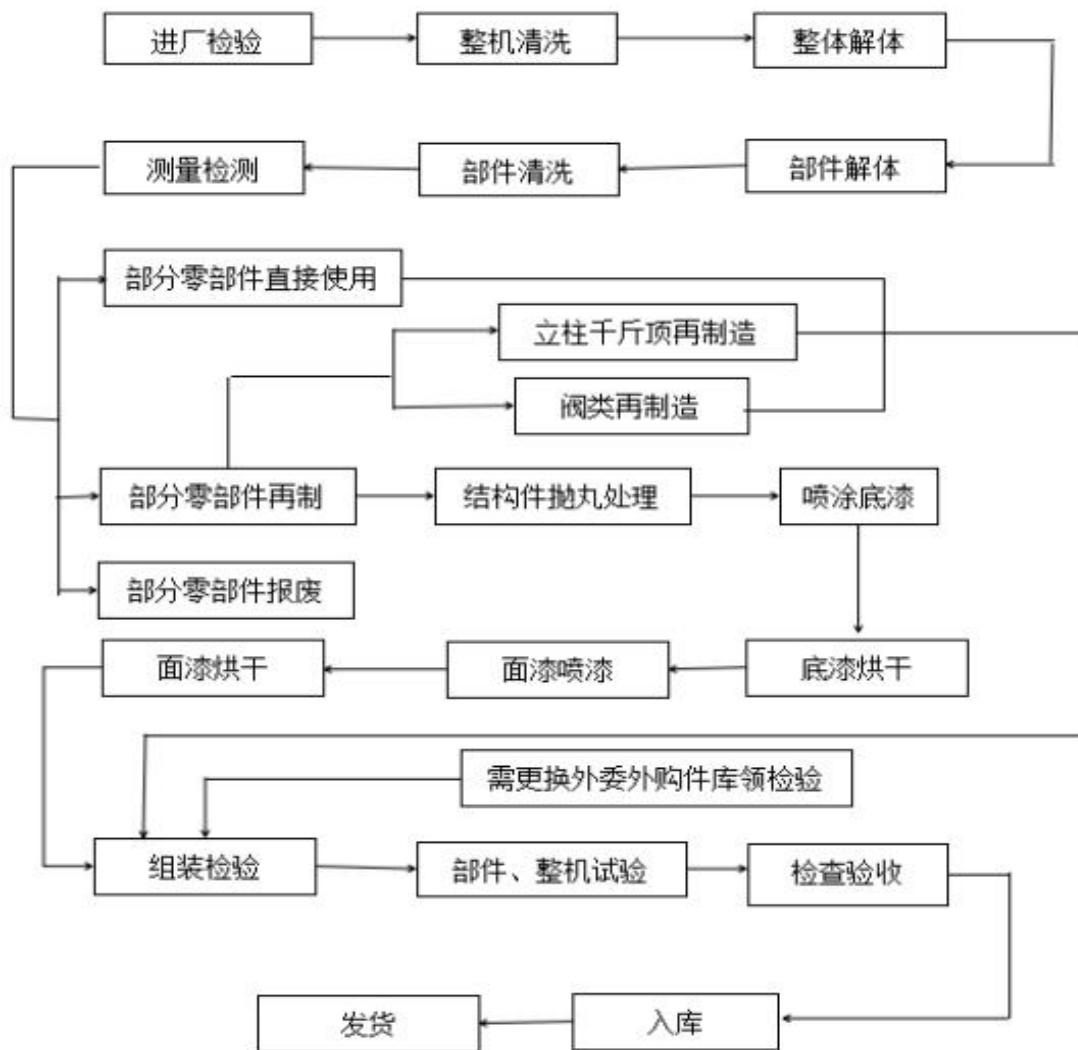 进厂检验
整机清洗
整体解体
测量检测
部件清洗
部件解体
部分零部件直接使用
立柱千斤顶再制造
阀类再制造
部分零部件再制
结构件抛丸处理
喷涂底漆
部分零部件报废
面漆烘干
面漆喷漆
底漆烘干
需更换外委外购件库领检验
组装检验
部件、整机试验
检查验收
发货
入库